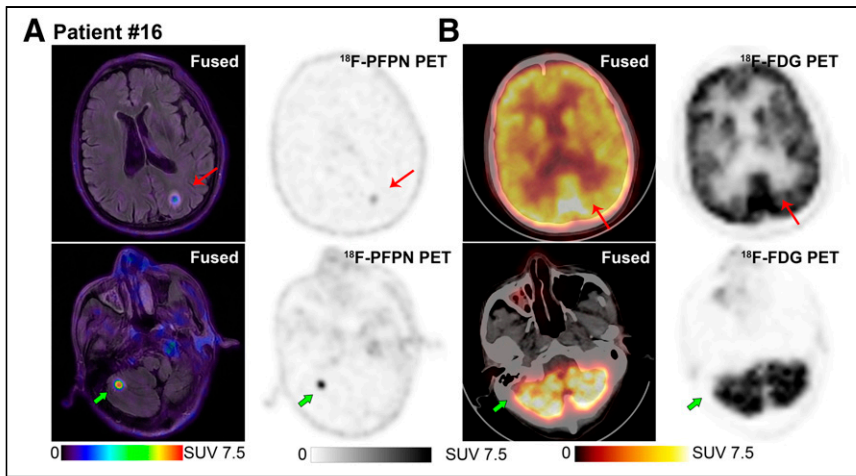 A Patient #16
B
Fused
¹⁸F-PFPN PET
Fused
¹⁸F-FDG PET
Fused
¹⁸F-PFPN PET
Fused
¹⁸F-FDG PET
0 SUV 7.5
0 SUV 7.5
0 SUV 7.5